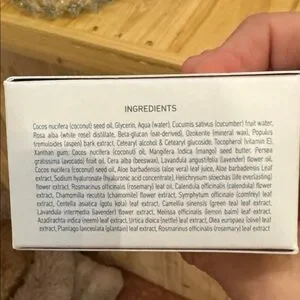 INGREDIENTS
Cocos nucifera (coconut) seed oil, Glycerin, Aqua (water), Cucumis sativus (cucumber) fruit water,
Rosa alba (white rose) distillate, Beta-glucan (oat-derived), Ozokerite (mineral wax), Populus
tremuloides (aspen) bark extract, Cetearyl alcohol & Cetearyl glucoside, Tocopherol (vitamin E),
Xanthan gum, Cocos nucifera (coconut) oil, Mangifera Indica (mango) seed butter, Persea
gratissima (avocado) fruit oil, Cera alba (beeswax), Lavandula angustifolia (lavender) flower oil,
Cocos nucifera (coconut) oil, Aloe barbadensis (aloe vera) leaf juice, Aloe Barbadensis Leaf
extract, Sodium hyaluronate (hyaluronic acid concentrate), Helichrysum stoechas (life everlasting)
flower extract, Rosmarinus officinalis (rosemary) leaf oil, Calendula officinalis (calendula) flower
extract, Chamomilla recutita (chamomile) flower extract, Symphytum officinale (comfrey) leaf
extract, Centella asiatica (gotu kola) leaf extract, Camellia sinensis (green tea) leaf extract,
Lavandula intermedia (lavender) flower extract, Melissa officinalis (lemon balm) leaf extract,
Azadirachta indica (neem) leaf extract, Urtica dioica (nettle) leaf extract, Olea europaea (olive) leaf
extract, Plantago lanceolata (plantain) leaf extract, Rosmarinus officinalis (rosemary) leaf extract